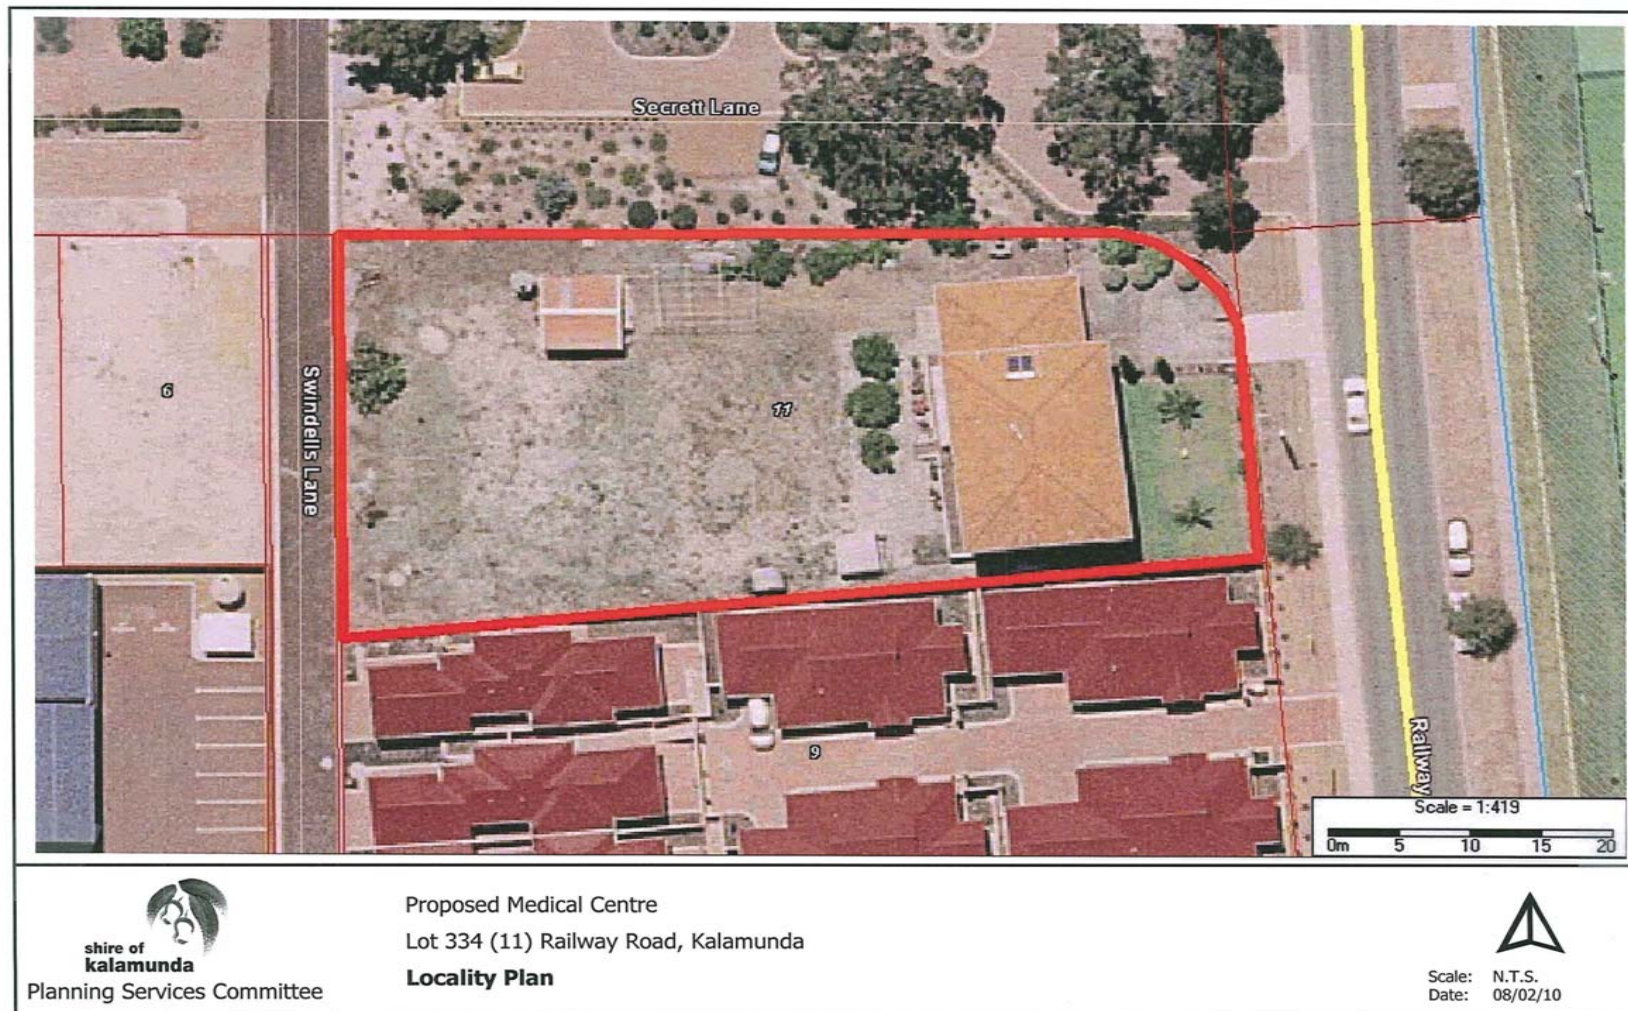 Secrett Lane
6
Swindells Lane
11
9
Railway
Scale = 1:419
0m 5 10 15 20
shire of
kalamunda
Planning Services Committee
Proposed Medical Centre
Lot 334 (11) Railway Road, Kalamunda
Locality Plan
Scale: N.T.S.
Date: 08/02/10